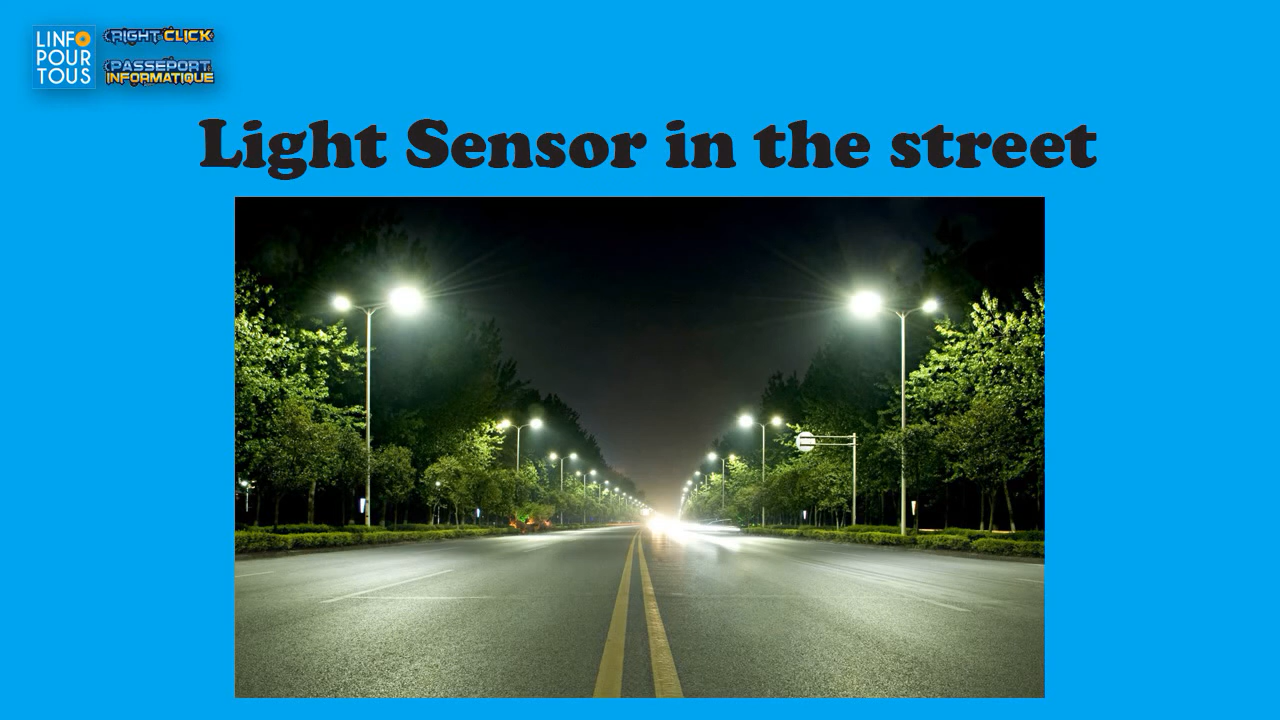 LINFO
POUR
TOUS
RIGHT CLICK
PASSEPORT
INFORMATIQUE
Light Sensor in the street